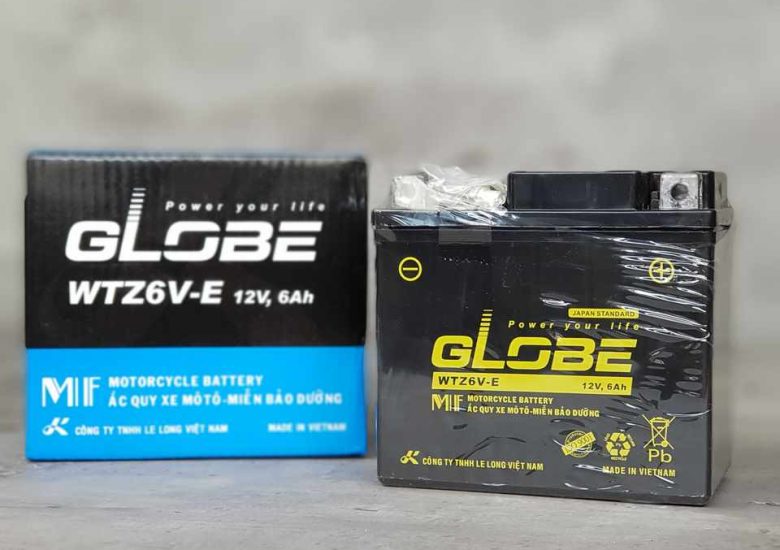 Power your life
GLOBE
WTZ6V-E 12V, 6Ah
MF MOTORCYCLE BATTERY
ẮC QUY XE MÔTÔ-MIỄN BẢO DƯỠNG
CÔNG TY TNHH LE LONG VIỆT NAM MADE IN VIETNAM
JAPAN STANDARD
Power your life
GLOBE
WTZ6V-E 12V, 6Ah
MF MOTORCYCLE BATTERY
ẮC QUY XE MÔTÔ-MIỄN BẢO DƯỠNG
ISO 9001
RECYCLE
Pb
CÔNG TY TNHH LE LONG VIỆT NAM MADE IN VIETNAM